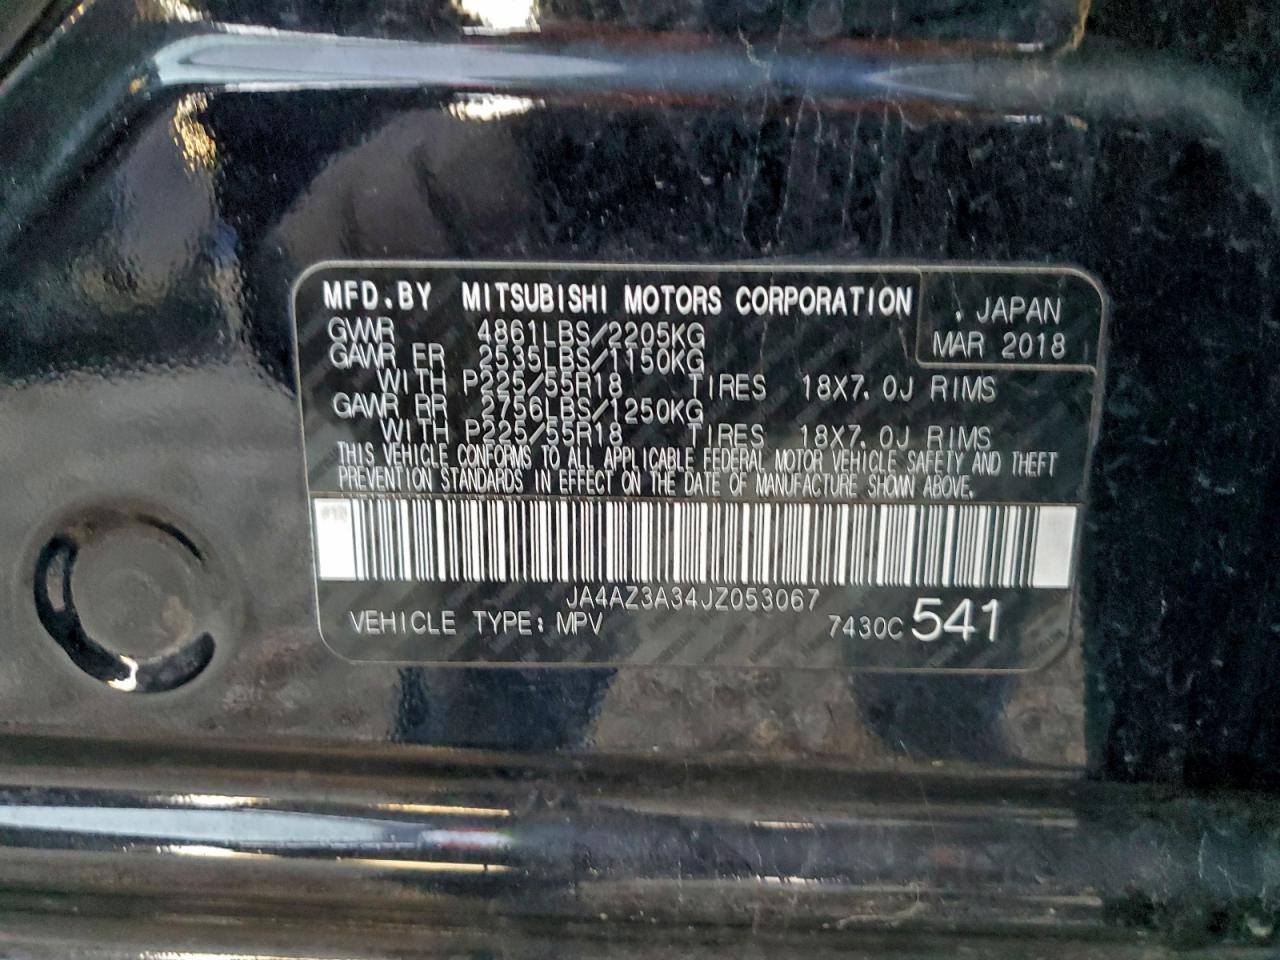 MFD.BY MITSUBISHI MOTORS CORPORATION
JAPAN
MAR 2018
GVWR 4861LBS/2205KG
GAWR FR 2535LBS/1150KG
WITH P225/55R18 TIRES 18X7.0J RIMS
GAWR RR 2756LBS/1250KG
WITH P225/55R18 TIRES 18X7.0J RIMS
THIS VEHICLE CONFORMS TO ALL APPLICABLE FEDERAL MOTOR VEHICLE SAFETY AND THEFT
PREVENTION STANDARDS IN EFFECT ON THE DATE OF MANUFACTURE SHOWN ABOVE.
JA4AZ3A34JZ053067
VEHICLE TYPE: MPV 7430C 541